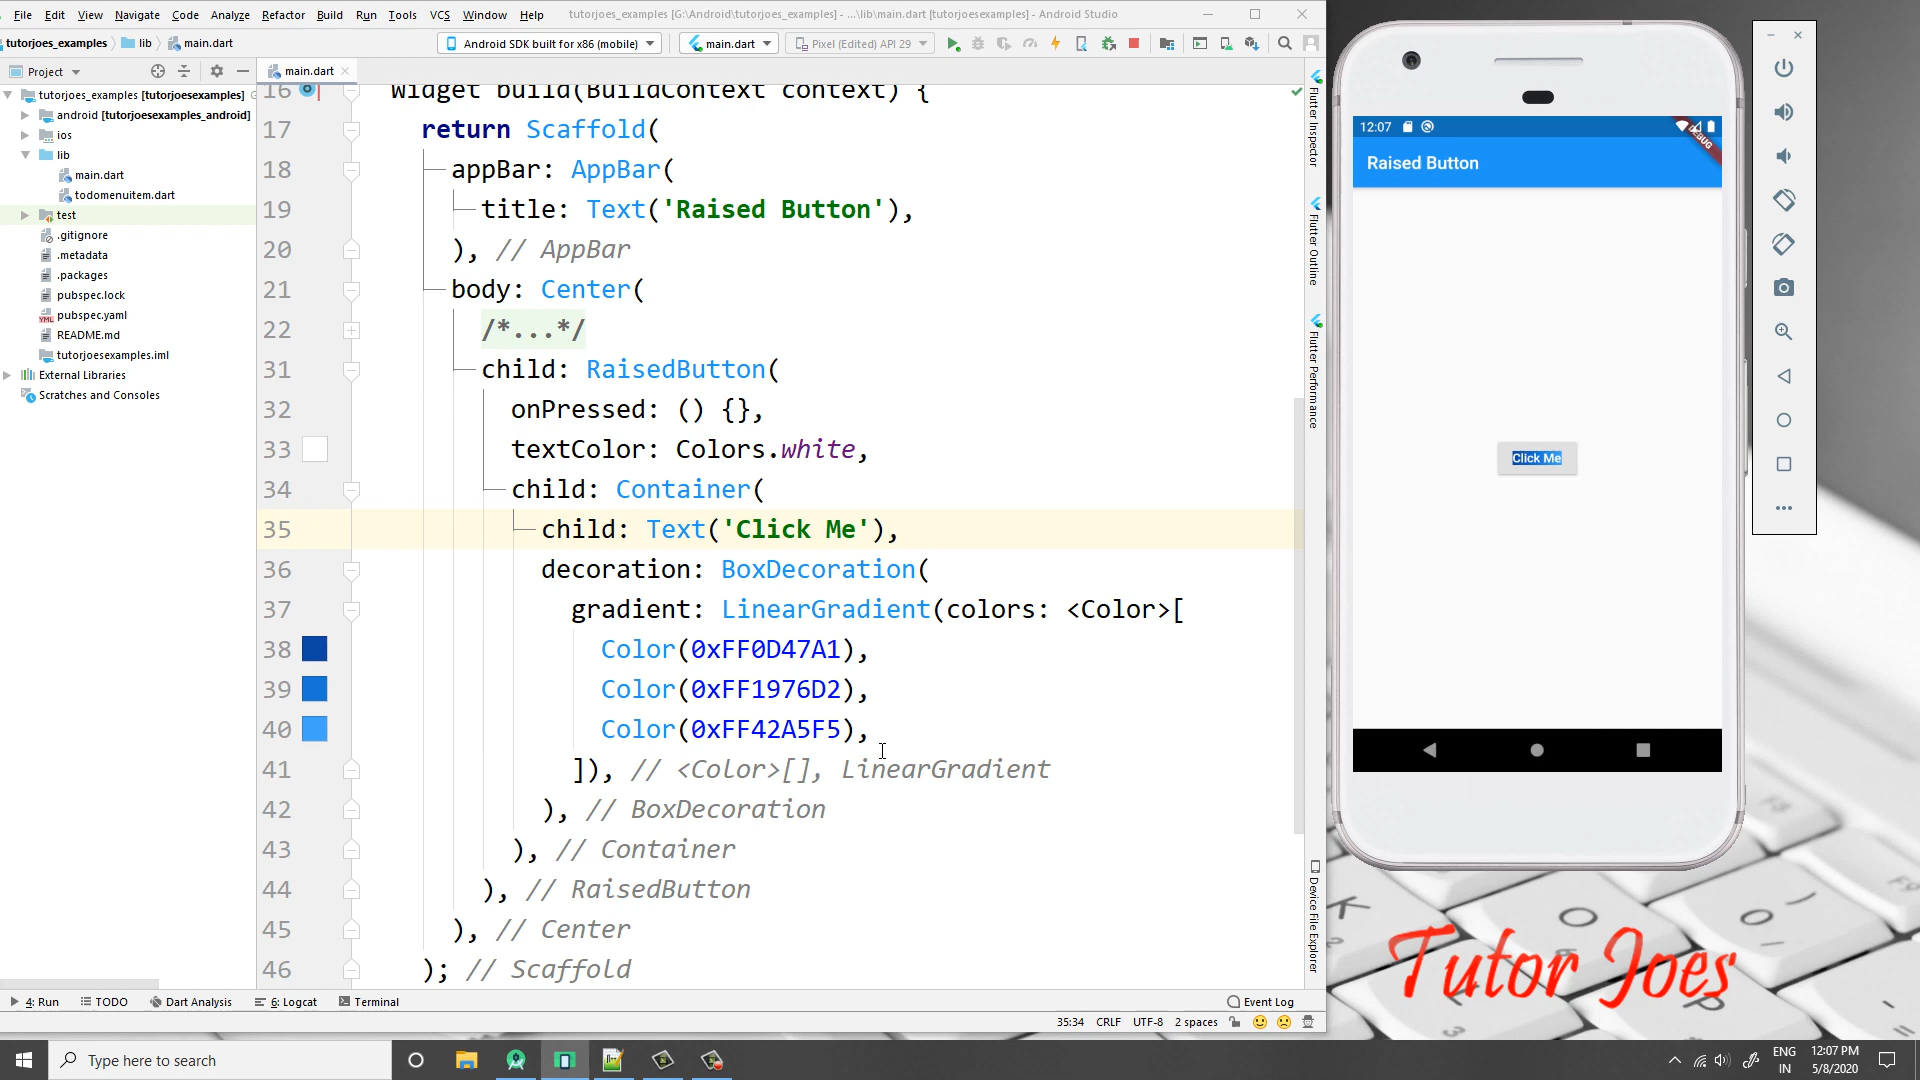 File Edit View Navigate Code Analyze Refactor Build Run Tools VCS Window Help tutorjoes_examples [G:\Android\tutorjoes_examples] - ...\lib\main.dart [tutorjoesexamples] - Android Studio
tutorjoes_examples lib main.dart Android SDK built for x86 (mobile) main.dart Pixel (Edited) API 29
Project main.dart
tutorjoes_examples [tutorjoesexamples]
android [tutorjoesexamples_android]
ios
lib
main.dart
todomenuitem.dart
test
.gitignore
.metadata
.packages
pubspec.lock
pubspec.yaml
README.md
tutorjoesexamples.iml
External Libraries
Scratches and Consoles
16 Widget build(BuildContext context) {
17 return Scaffold(
18 appBar: AppBar(
19 title: Text('Raised Button'),
20 ), // AppBar
21 body: Center(
22 /*...*/
31 child: RaisedButton(
32 onPressed: () {},
33 textColor: Colors.white,
34 child: Container(
35 child: Text('Click Me'),
36 decoration: BoxDecoration(
37 gradient: LinearGradient(colors: <Color>[
38 Color(0xFF0D47A1),
39 Color(0xFF1976D2),
40 Color(0xFF42A5F5),
41 ]), // <Color>[], LinearGradient
42 ), // BoxDecoration
43 ), // Container
44 ), // RaisedButton
45 ), // Center
46 ); // Scaffold
Flutter Inspector
Flutter Outline
Flutter Performance
Device File Explorer
12:07
DEBUG
Raised Button
Click Me
Tutor Joes
4: Run TODO Dart Analysis 6: Logcat Terminal Event Log
35:34 CRLF UTF-8 2 spaces
Type here to search
ENG
IN
12:07 PM
5/8/2020